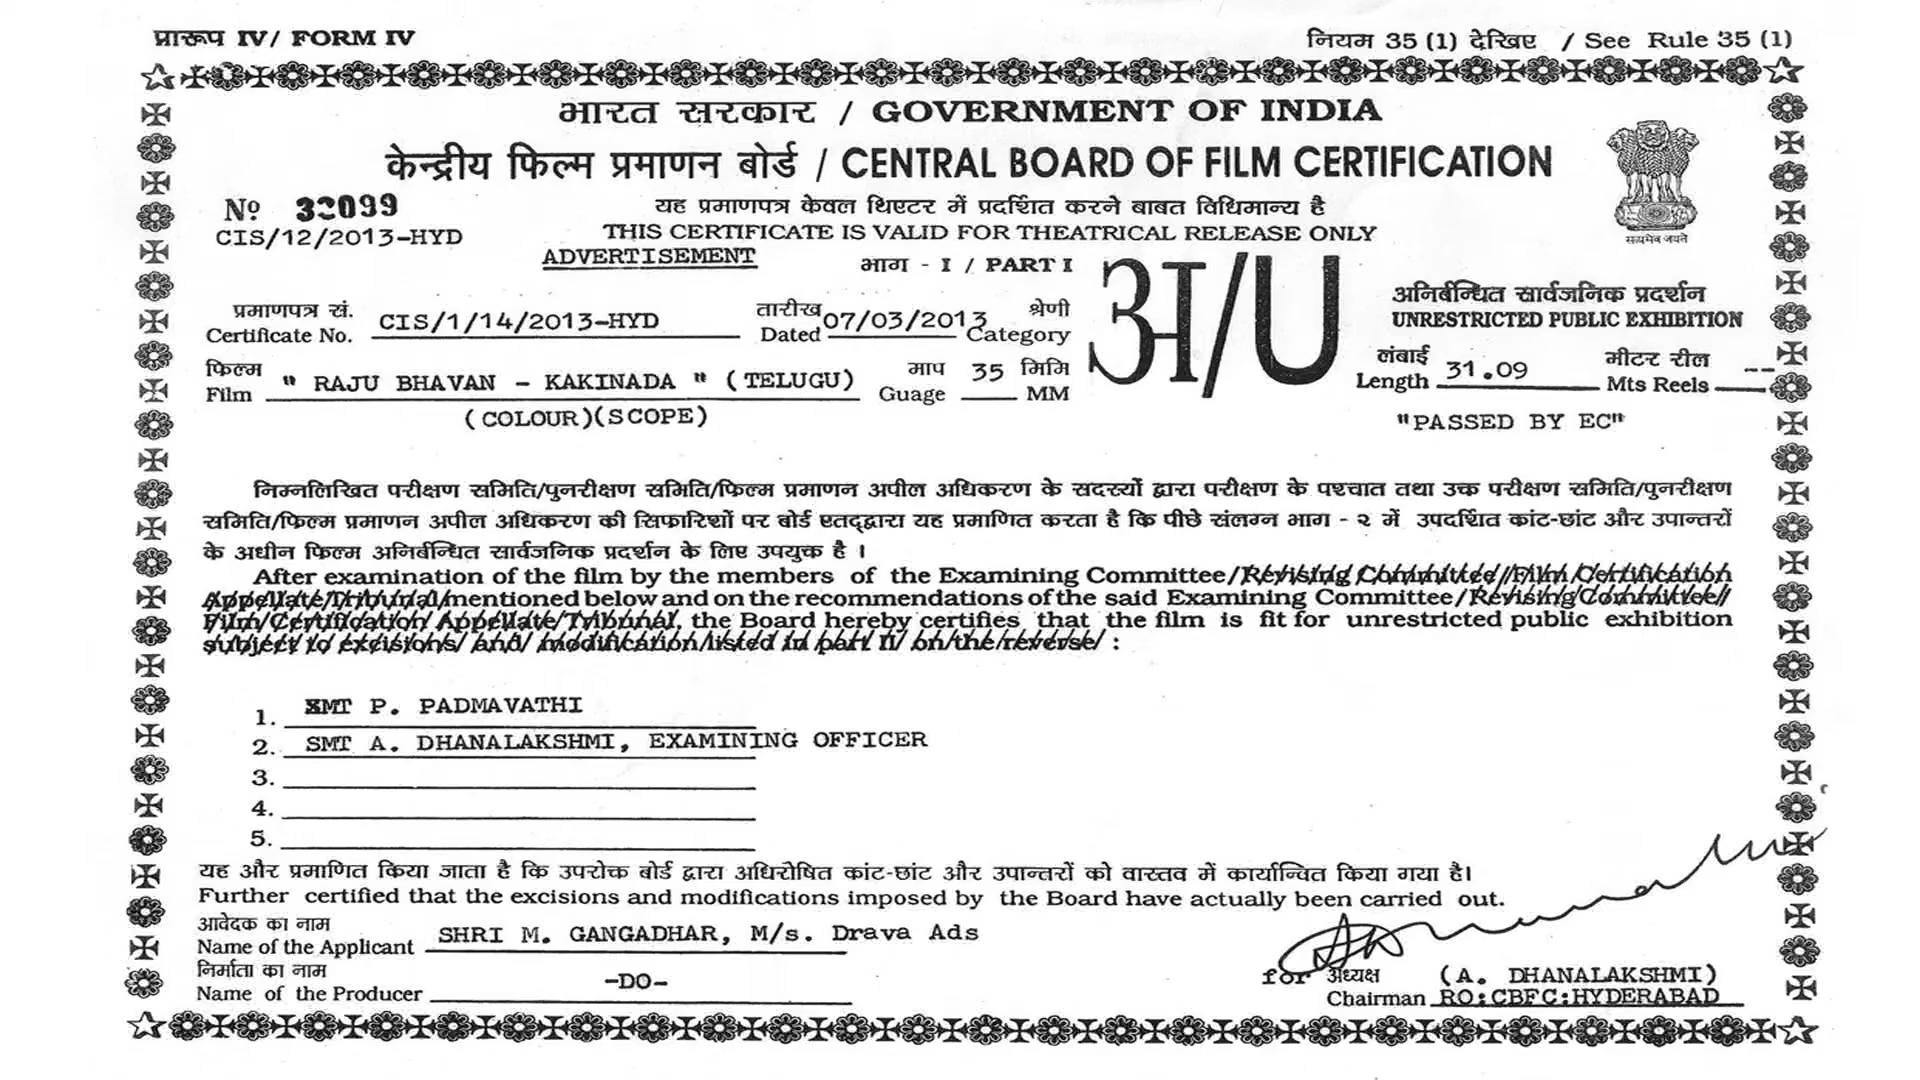 प्रारूप IV/ FORM IV
नियम 35 (1) देखिए / See Rule 35 (1)
भारत सरकार / GOVERNMENT OF INDIA
केन्द्रीय फिल्म प्रमाणन बोर्ड / CENTRAL BOARD OF FILM CERTIFICATION
Nº 32099
यह प्रमाणपत्र केवल थिएटर में प्रदर्शित करने बाबत विधिमान्य है
CIS/12/2013-HYD
THIS CERTIFICATE IS VALID FOR THEATRICAL RELEASE ONLY
सत्यमेव जयते
ADVERTISEMENT
भाग - I / PART I
अ/U
अनिर्बन्धित सार्वजनिक प्रदर्शन
UNRESTRICTED PUBLIC EXHIBITION
प्रमाणपत्र सं.
Certificate No. CIS/1/14/2013-HYD
तारीख
Dated 07/03/2013
श्रेणी
Category
फिल्म
Film " RAJU BHAVAN - KAKINADA " (TELUGU)
(COLOUR)(SCOPE)
माप 35 मिमि
Guage MM
लंबाई
Length 31.09
मीटर रील
Mts Reels --
"PASSED BY EC"
निम्नलिखित परीक्षण समिति/पुनरीक्षण समिति/फिल्म प्रमाणन अपील अधिकरण के सदस्यों द्वारा परीक्षण के पश्चात तथा उक्त परीक्षण समिति/पुनरीक्षण
समिति/फिल्म प्रमाणन अपील अधिकरण की सिफारिशों पर बोर्ड एतद्द्वारा यह प्रमाणित करता है कि पीछे संलग्न भाग - २ में उपदर्शित कांट-छांट और उपान्तरों
के अधीन फिल्म अनिर्बन्धित सार्वजनिक प्रदर्शन के लिए उपयुक्त है ।
After examination of the film by the members of the Examining Committee/Revising Committee/Film Certification
Appellate Tribunal mentioned below and on the recommendations of the said Examining Committee/Revising Committee/
Film Certification Appellate Tribunal, the Board hereby certifies that the film is fit for unrestricted public exhibition
subject to excisions and modification listed in part II on the reverse :
1. SMT P. PADMAVATHI
2. SMT A. DHANALAKSHMI, EXAMINING OFFICER
3.
4.
5.
यह और प्रमाणित किया जाता है कि उपरोक्त बोर्ड द्वारा अधिरोषित कांट-छांट और उपान्तरों को वास्तव में कार्यान्वित किया गया है।
Further certified that the excisions and modifications imposed by the Board have actually been carried out.
आवेदक का नाम
Name of the Applicant SHRI M. GANGADHAR, M/s. Drava Ads
निर्माता का नाम
Name of the Producer -DO-
for अध्यक्ष (A. DHANALAKSHMI)
Chairman RO:CBFC:HYDERABAD